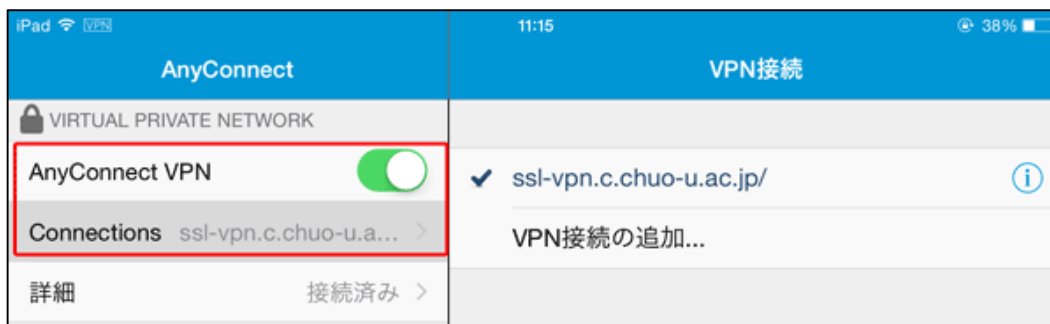 iPad VPN 11:15 38%
AnyConnect
VPN接続
VIRTUAL PRIVATE NETWORK
AnyConnect VPN
Connections ssl-vpn.c.chuo-u.a...
詳細 接続済み
ssl-vpn.c.chuo-u.ac.jp/
VPN接続の追加...